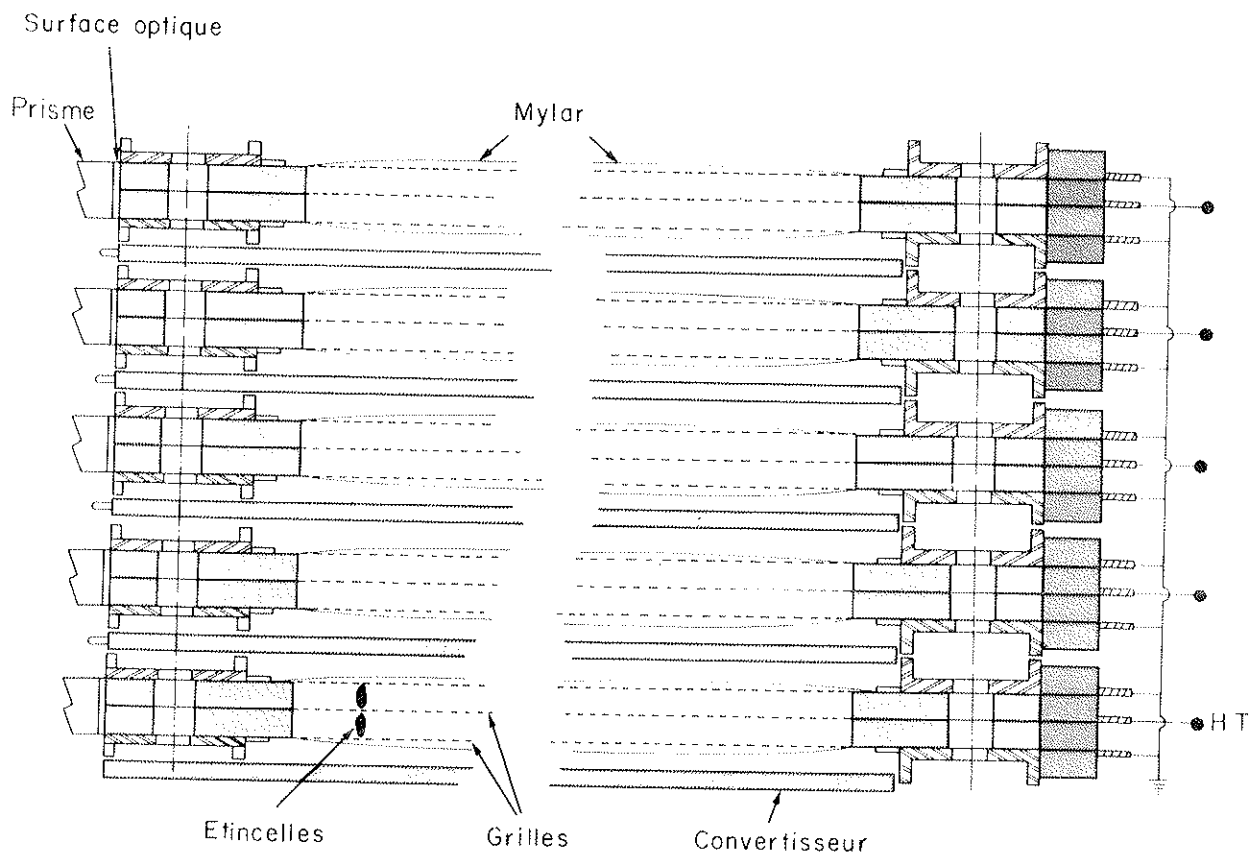 Surface optique
Prisme
Mylar
H T
Etincelles
Grilles
Convertisseur